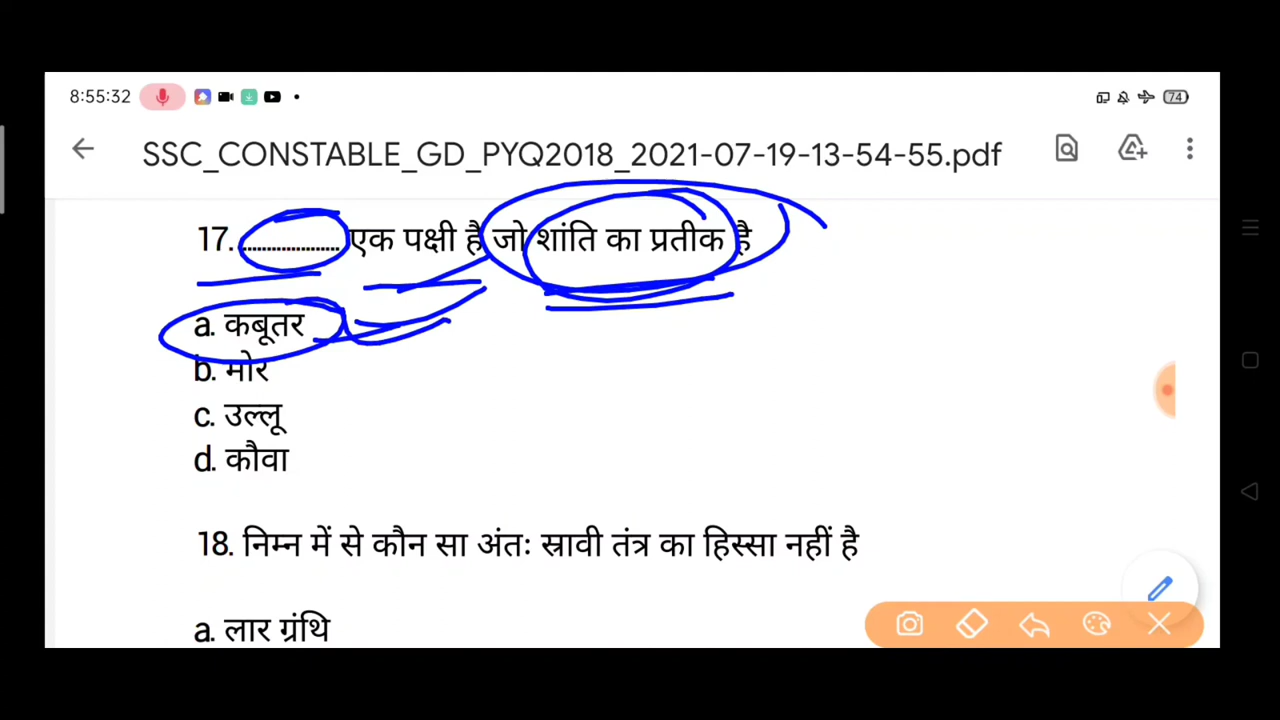 8:55:32
74
SSC_CONSTABLE_GD_PYQ2018_2021-07-19-13-54-55.pdf
17. ..................... एक पक्षी है जो शांति का प्रतीक है
a. कबूतर
b. मोर
c. उल्लू
d. कौवा
18. निम्न में से कौन सा अंतः स्रावी तंत्र का हिस्सा नहीं है
a. लार ग्रंथि